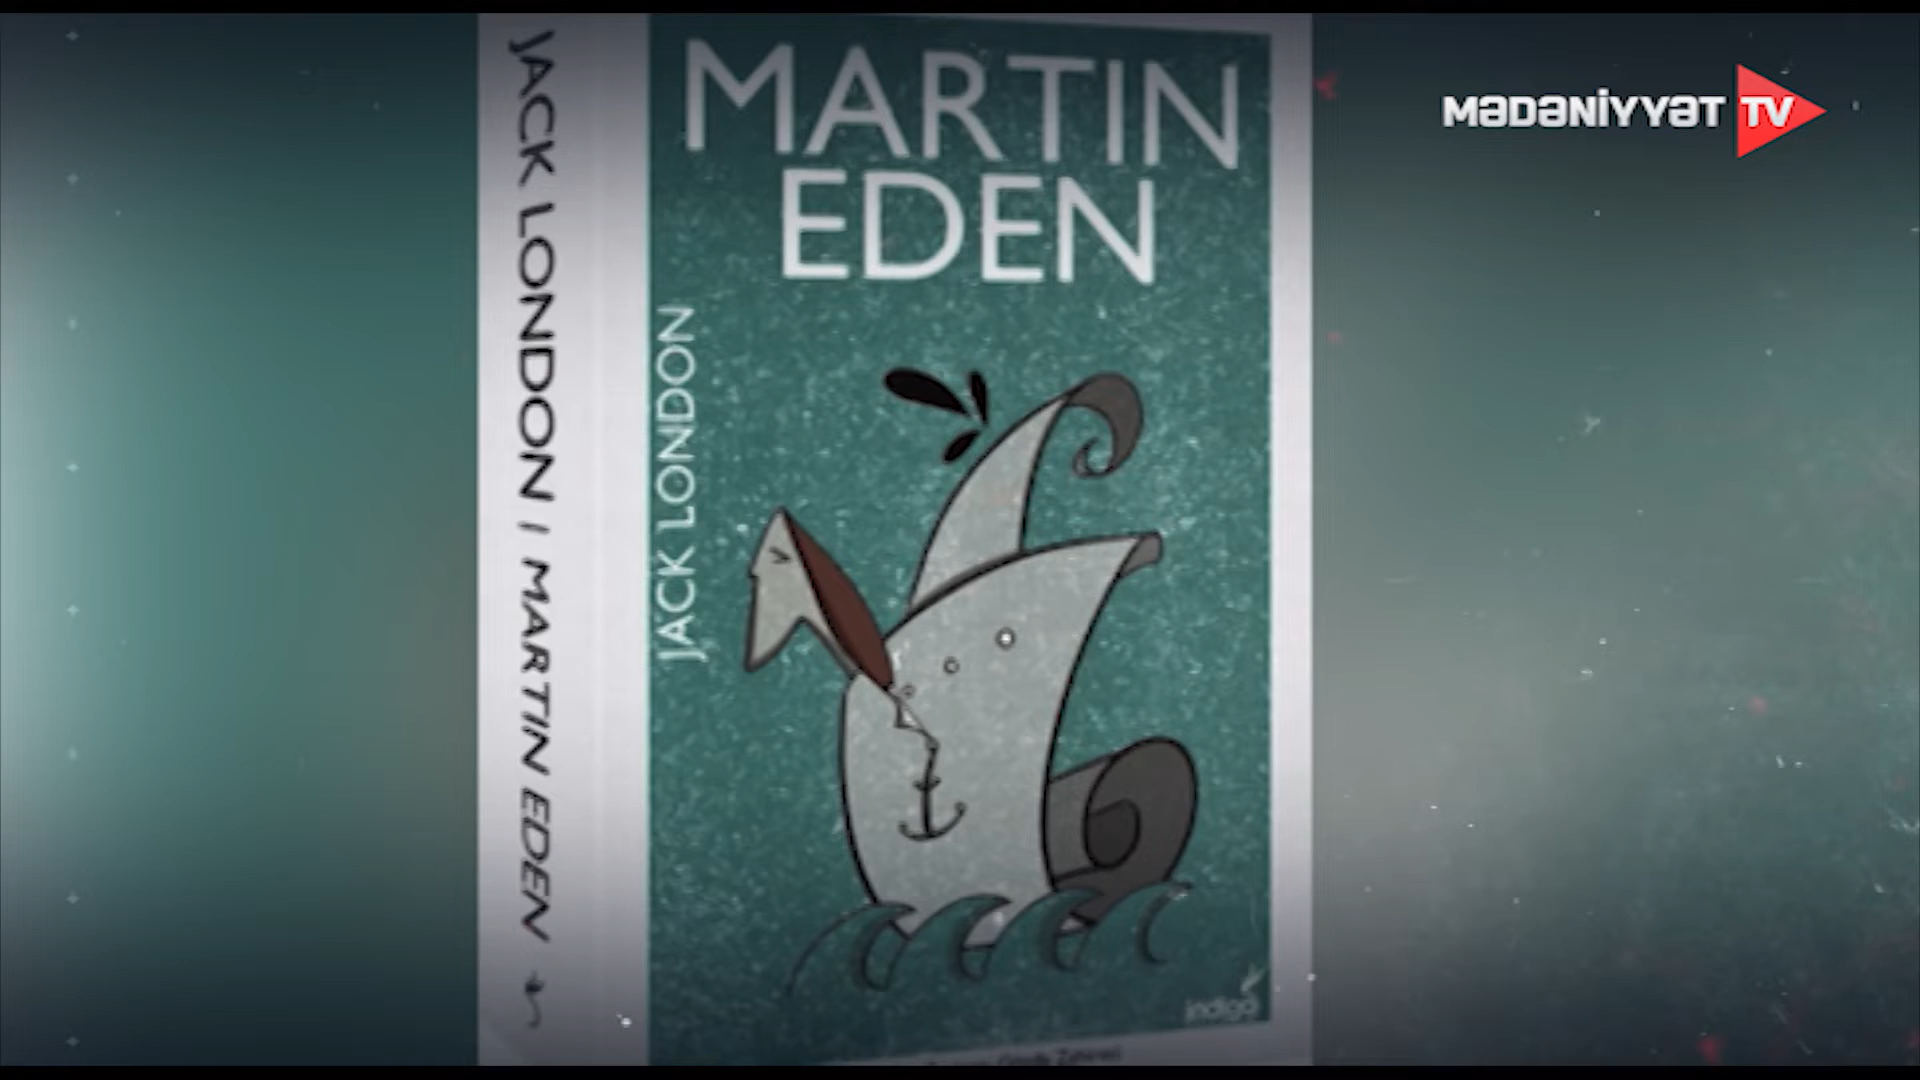 JACK LONDON | MARTIN EDEN
MARTIN
EDEN
JACK LONDON
indigo
MƏDƏNİYYƏT TV